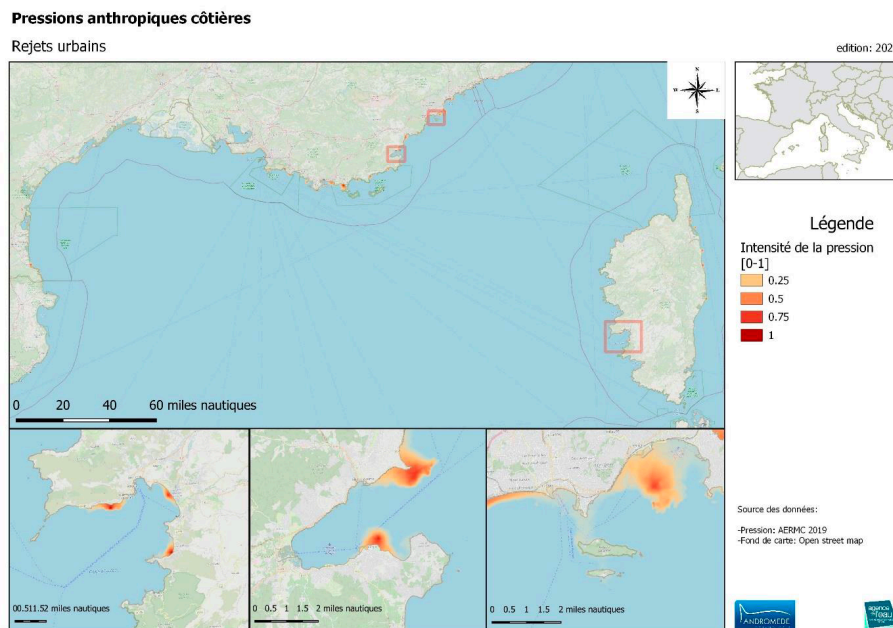 Pressions anthropiques côtières
Rejets urbains
edition: 202
N
W
E
S
0 20 40 60 miles nautiques
Légende
Intensité de la pression
[0-1]
0.25
0.5
0.75
1
00.511.52 miles nautiques
0 0.5 1 1.5 2 miles nautiques
0 0.5 1 1.5 2 miles nautiques
Source des données:
-Pression: AERMC 2019
-Fond de carte: Open street map
ANDROMEDE
agence
de l'eau